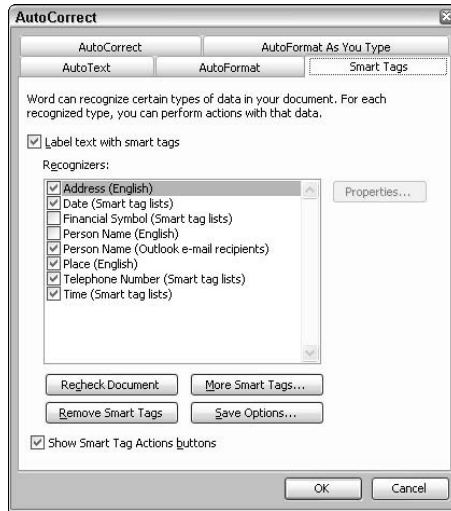 AutoCorrect
AutoCorrect
AutoFormat As You Type
AutoText
AutoFormat
Smart Tags
Word can recognize certain types of data in your document. For each
recognized type, you can perform actions with that data.
Label text with smart tags
Recognizers:
Address (English)
Properties...
Date (Smart tag lists)
Financial Symbol (Smart tag lists)
Person Name (English)
Person Name (Outlook e-mail recipients)
Place (English)
Telephone Number (Smart tag lists)
Time (Smart tag lists)
Recheck Document
More Smart Tags...
Remove Smart Tags
Save Options...
Show Smart Tag Actions buttons
OK
Cancel